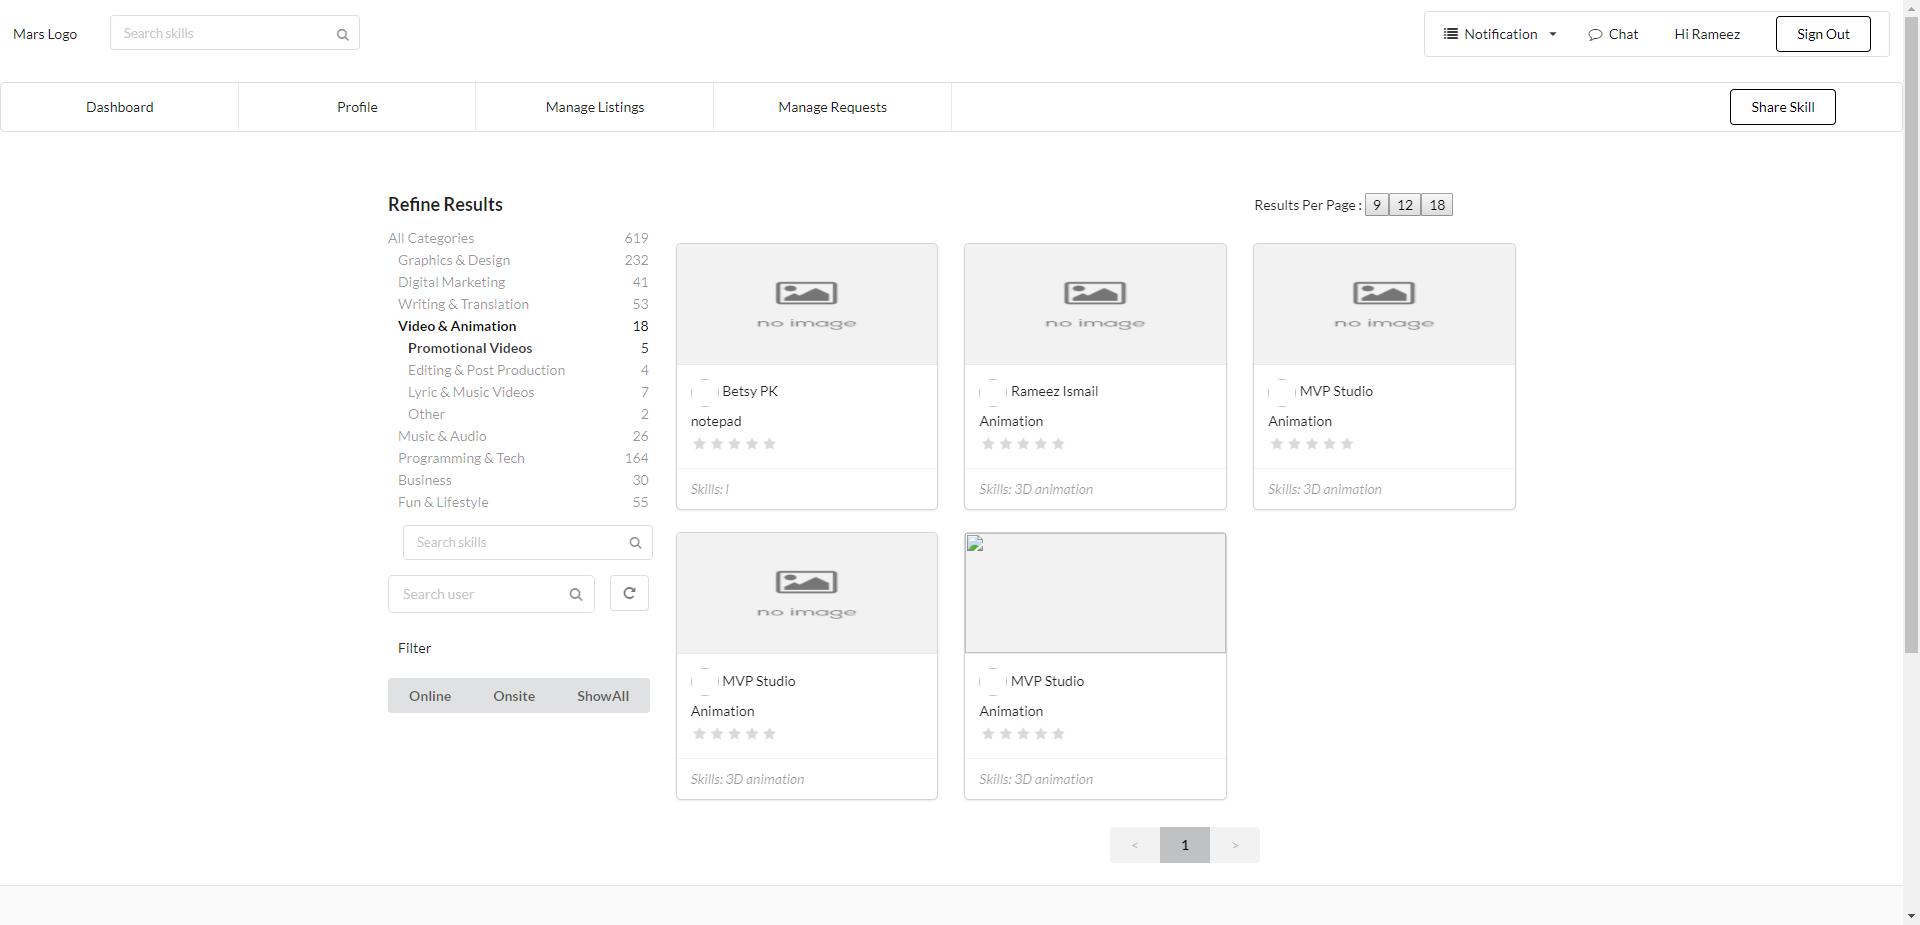 Mars Logo
Search skills
Notification
Chat
Hi Rameez
Sign Out
Dashboard
Profile
Manage Listings
Manage Requests
Share Skill
Refine Results
Results Per Page : 9 12 18
All Categories 619
Graphics & Design 232
Digital Marketing 41
Writing & Translation 53
Video & Animation 18
Promotional Videos 5
Editing & Post Production 4
Lyric & Music Videos 7
Other 2
Music & Audio 26
Programming & Tech 164
Business 30
Fun & Lifestyle 55
Search skills
Search user
Filter
Online
Onsite
ShowAll
no image
Betsy PK
notepad
Skills: I
no image
Rameez Ismail
Animation
Skills: 3D animation
no image
MVP Studio
Animation
Skills: 3D animation
no image
MVP Studio
Animation
Skills: 3D animation
MVP Studio
Animation
Skills: 3D animation
< 1 >